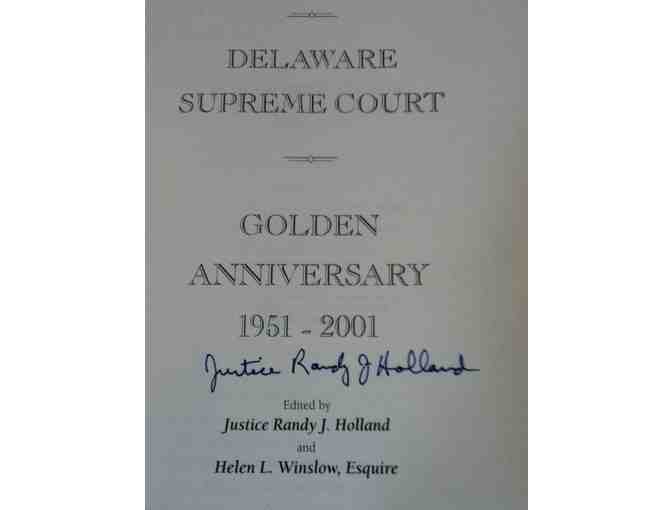 DELAWARE
SUPREME COURT
GOLDEN
ANNIVERSARY
1951 - 2001
Justice Randy J Holland
Edited by
Justice Randy J. Holland
and
Helen L. Winslow, Esquire